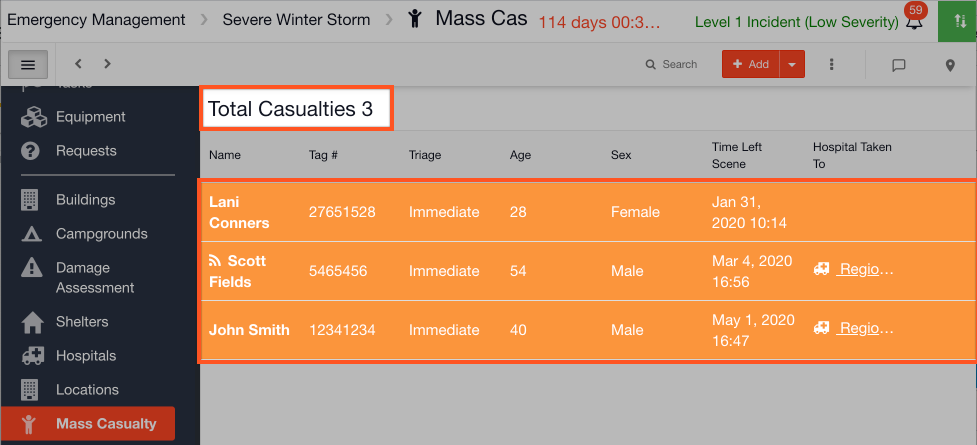 Emergency Management Severe Winter Storm Mass Cas 114 days 00:3... Level 1 Incident (Low Severity) 59
Search + Add
Tasks
Equipment
Requests
Buildings
Campgrounds
Damage
Assessment
Shelters
Hospitals
Locations
Mass Casualty
Total Casualties 3
Name Tag # Triage Age Sex Time Left Scene Hospital Taken To
Lani Conners 27651528 Immediate 28 Female Jan 31, 2020 10:14
Scott Fields 5465456 Immediate 54 Male Mar 4, 2020 16:56 Regio...
John Smith 12341234 Immediate 40 Male May 1, 2020 16:47 Regio...